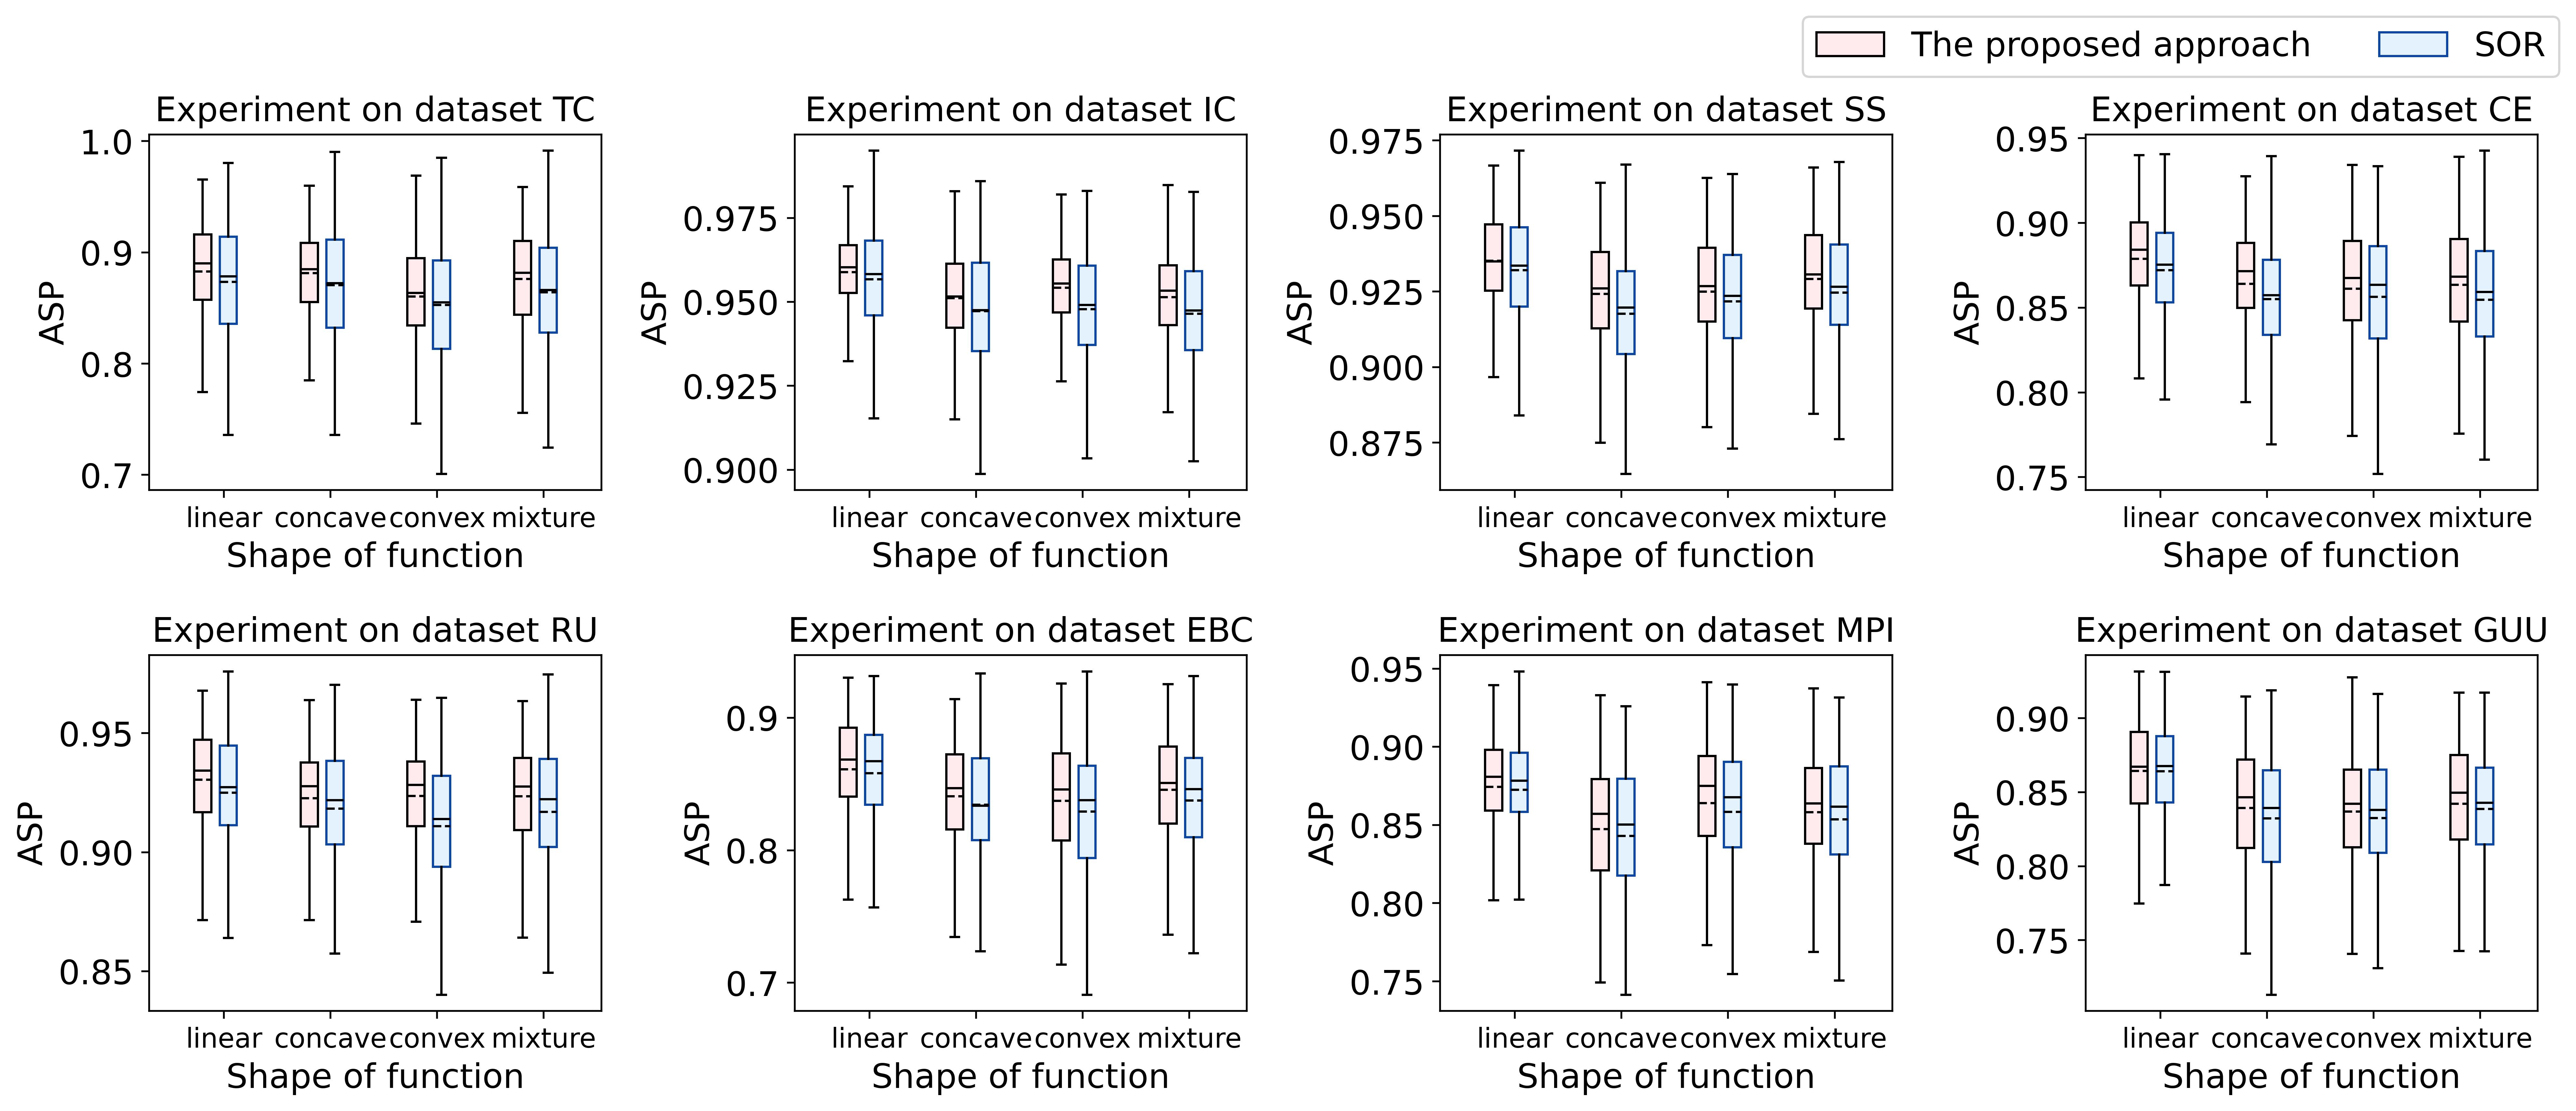 The proposed approach SOR
Experiment on dataset TC
1.0
0.9
0.8
0.7
ASP
linear concave convex mixture
Shape of function
Experiment on dataset IC
0.975
0.950
0.925
0.900
ASP
linear concave convex mixture
Shape of function
Experiment on dataset SS
0.975
0.950
0.925
0.900
0.875
ASP
linear concave convex mixture
Shape of function
Experiment on dataset CE
0.95
0.90
0.85
0.80
0.75
ASP
linear concave convex mixture
Shape of function
Experiment on dataset RU
0.95
0.90
0.85
ASP
linear concave convex mixture
Shape of function
Experiment on dataset EBC
0.9
0.8
0.7
ASP
linear concave convex mixture
Shape of function
Experiment on dataset MPI
0.95
0.90
0.85
0.80
0.75
ASP
linear concave convex mixture
Shape of function
Experiment on dataset GUU
0.90
0.85
0.80
0.75
ASP
linear concave convex mixture
Shape of function